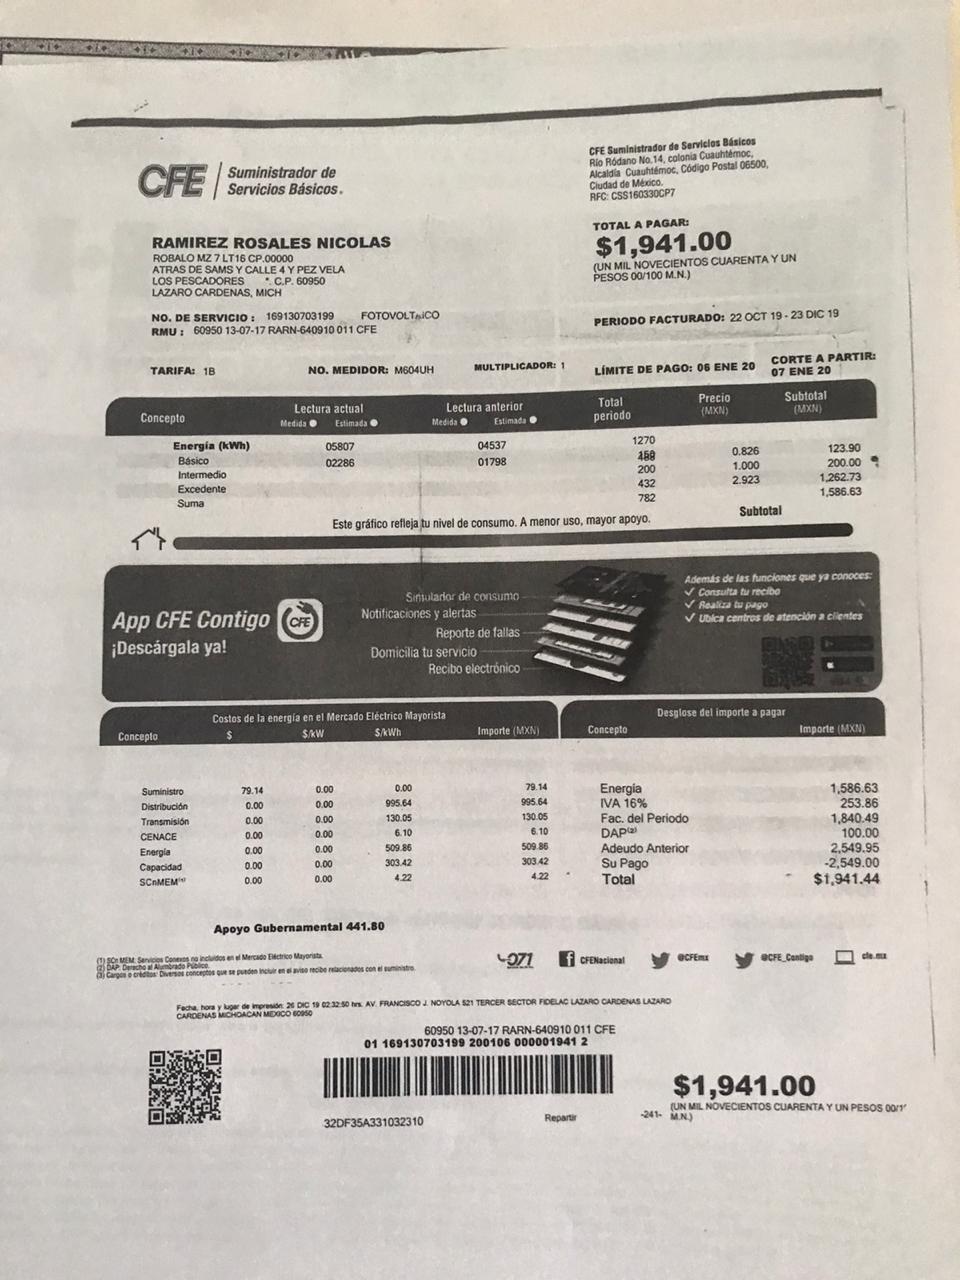 CFE Suministrador de
Servicios Básicos®
CFE Suministrador de Servicios Básicos
Río Ródano No.14, colonia Cuauhtémoc,
Alcaldía Cuauhtémoc, Código Postal 06500,
Ciudad de México.
RFC: CSS160330CP7
TOTAL A PAGAR:
$1,941.00
(UN MIL NOVECIENTOS CUARENTA Y UN
PESOS 00/100 M.N.)
RAMIREZ ROSALES NICOLAS
ROBALO MZ 7 LT16 CP.00000
ATRAS DE SAMS Y CALLE 4 Y PEZ VELA
LOS PESCADORES *. C.P. 60950
LAZARO CARDENAS, MICH
NO. DE SERVICIO : 169130703199 FOTOVOLTAICO
RMU : 60950 13-07-17 RARN-640910 011 CFE
PERIODO FACTURADO: 22 OCT 19 - 23 DIC 19
TARIFA: 1B NO. MEDIDOR: M604UH MULTIPLICADOR: 1 LÍMITE DE PAGO: 06 ENE 20 CORTE A PARTIR:
07 ENE 20
Concepto Lectura actual Lectura anterior Total periodo Precio (MXN) Subtotal (MXN)
Medida Estimada Medida Estimada
Energía (kWh) 05807 04537 1270
Básico 02286 01798 0.826 123.90
Intermedio 200 1.000 200.00
Excedente 432 2.923 1,262.73
Suma 782 1,586.63
Subtotal
Este gráfico refleja tu nivel de consumo. A menor uso, mayor apoyo.
App CFE Contigo
¡Descárgala ya!
CFE
Simulador de consumo
Notificaciones y alertas
Reporte de fallas
Domicilia tu servicio
Recibo electrónico
Además de las funciones que ya conoces:
✓ Consulta tu recibo
✓ Realiza tu pago
✓ Ubica centros de atención a clientes
Costos de la energía en el Mercado Eléctrico Mayorista
Concepto $ $/kW $/kWh Importe (MXN)
Suministro 79.14 0.00 0.00 79.14
Distribución 0.00 0.00 995.64 995.64
Transmisión 0.00 0.00 130.05 130.05
CENACE 0.00 0.00 6.10 6.10
Energía 0.00 0.00 509.86 509.86
Capacidad 0.00 0.00 303.42 303.42
SCnMEM(1) 0.00 0.00 4.22 4.22
Desglose del importe a pagar
Concepto Importe (MXN)
Energía 1,586.63
IVA 16% 253.86
Fac. del Periodo 1,840.49
DAP(2) 100.00
Adeudo Anterior 2,549.95
Su Pago -2,549.00
Total $1,941.44
Apoyo Gubernamental 441.80
(1) SCn MEM: Servicios Conexos no incluidos en el Mercado Eléctrico Mayorista.
(2) DAP: Derecho al Alumbrado Público.
(3) Cargos o créditos: Diversos conceptos que se pueden incluir en el aviso recibo relacionados con el suministro.
071 CFENacional @CFEmx @CFE_Contigo cfe.mx
Fecha, hora y lugar de impresión: 26 DIC 19 02:32:50 hrs. AV. FRANCISCO J. NOYOLA 521 TERCER SECTOR FIDELAC LAZARO CARDENAS LAZARO
CARDENAS MICHOACAN MEXICO 60950
60950 13-07-17 RARN-640910 011 CFE
01 169130703199 200106 000001941 2
32DF35A331032310
Repartir
$1,941.00
-241-
(UN MIL NOVECIENTOS CUARENTA Y UN PESOS
M.N.)